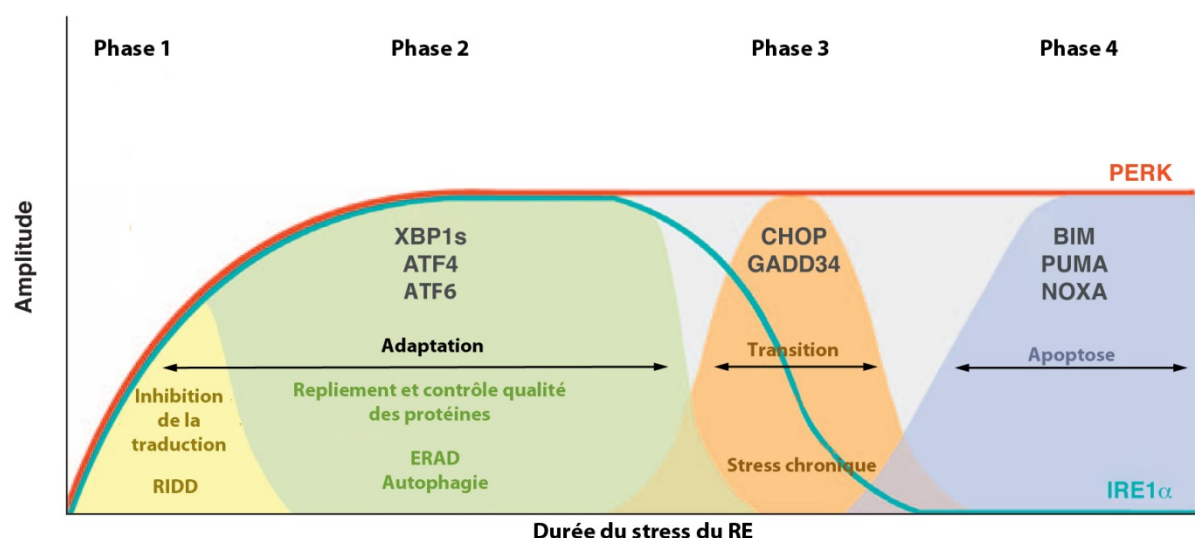 Phase 1
Phase 2
Phase 3
Phase 4
Amplitude
PERK
XBP1s
ATF4
ATF6
CHOP
GADD34
BIM
PUMA
NOXA
Adaptation
Transition
Apoptose
Inhibition
de la
traduction
RIDD
Repliement et contrôle qualité
des protéines
ERAD
Autophagie
Stress chronique
IRE1α
Durée du stress du RE